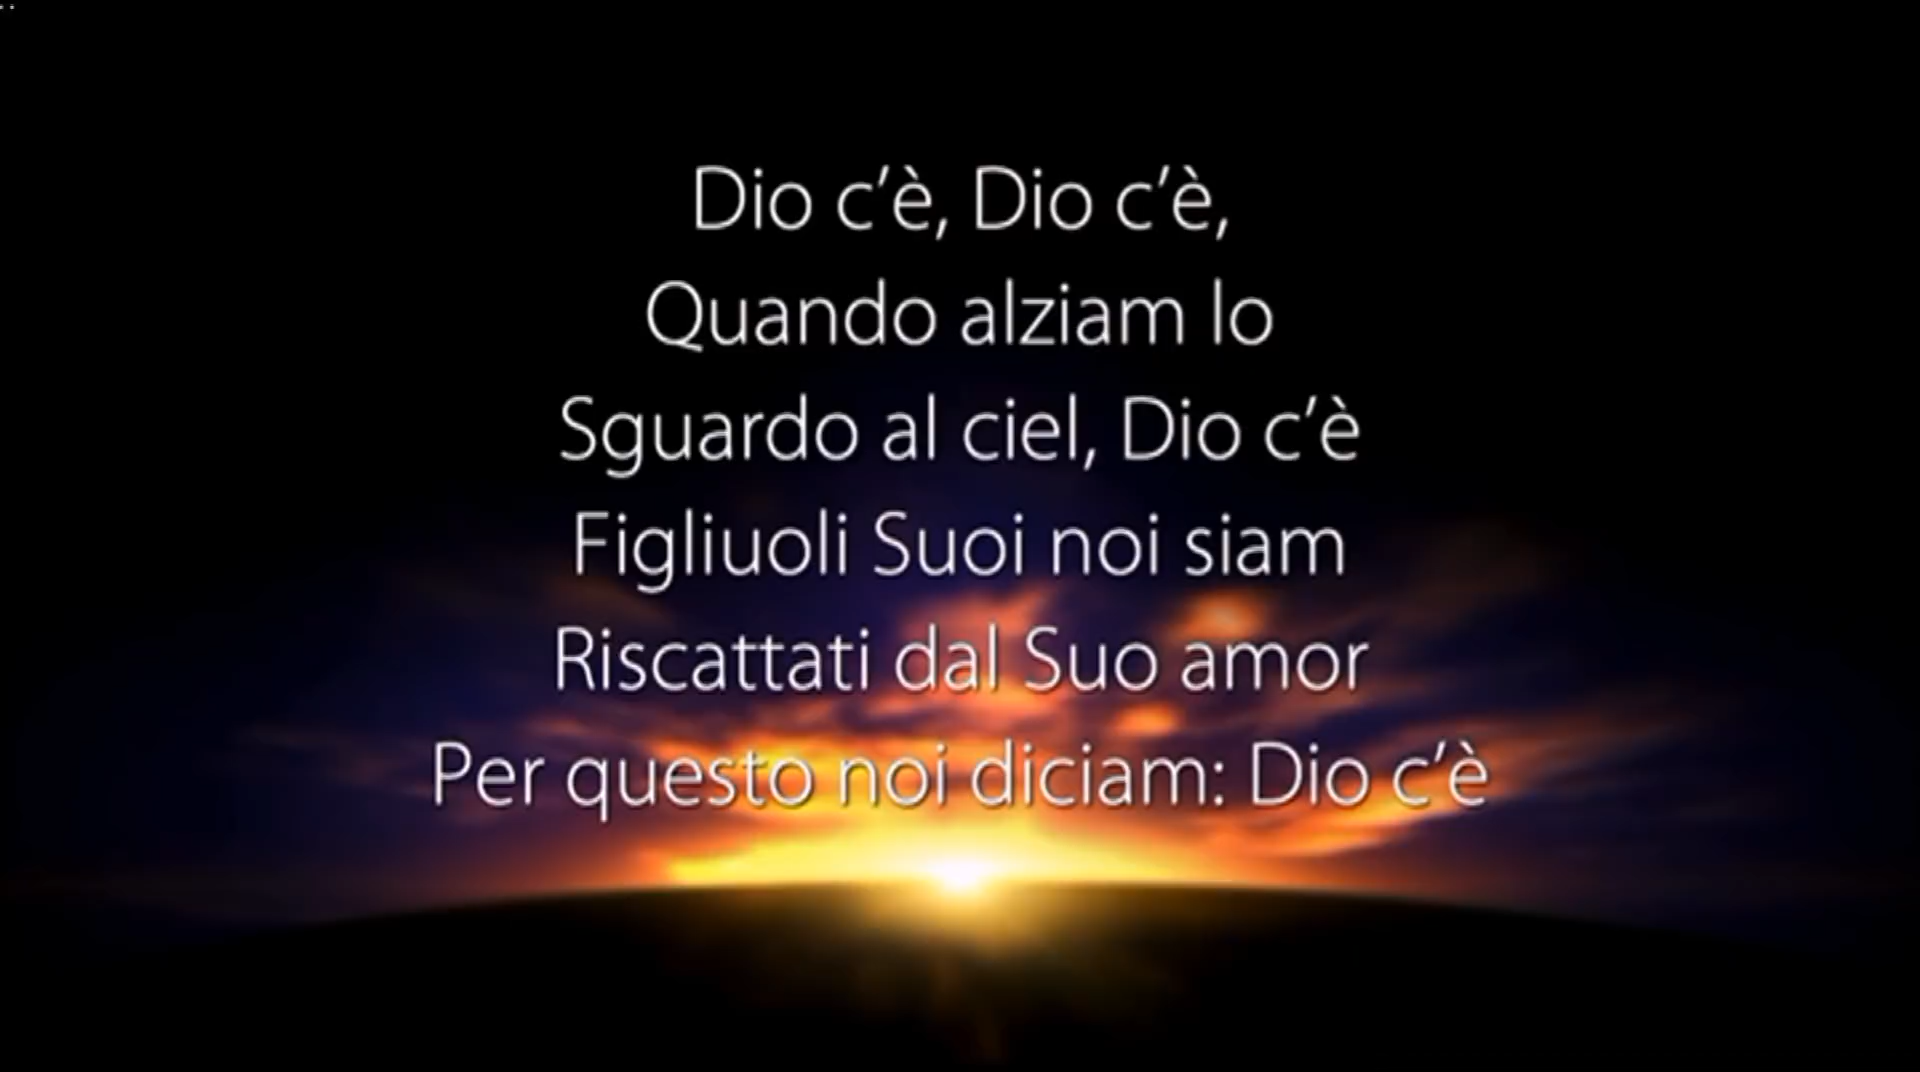 Dio c’è, Dio c’è,
Quando alziam lo
Sguardo al ciel, Dio c’è
Figliuoli Suoi noi siam
Riscattati dal Suo amor
Per questo noi diciam: Dio c’è